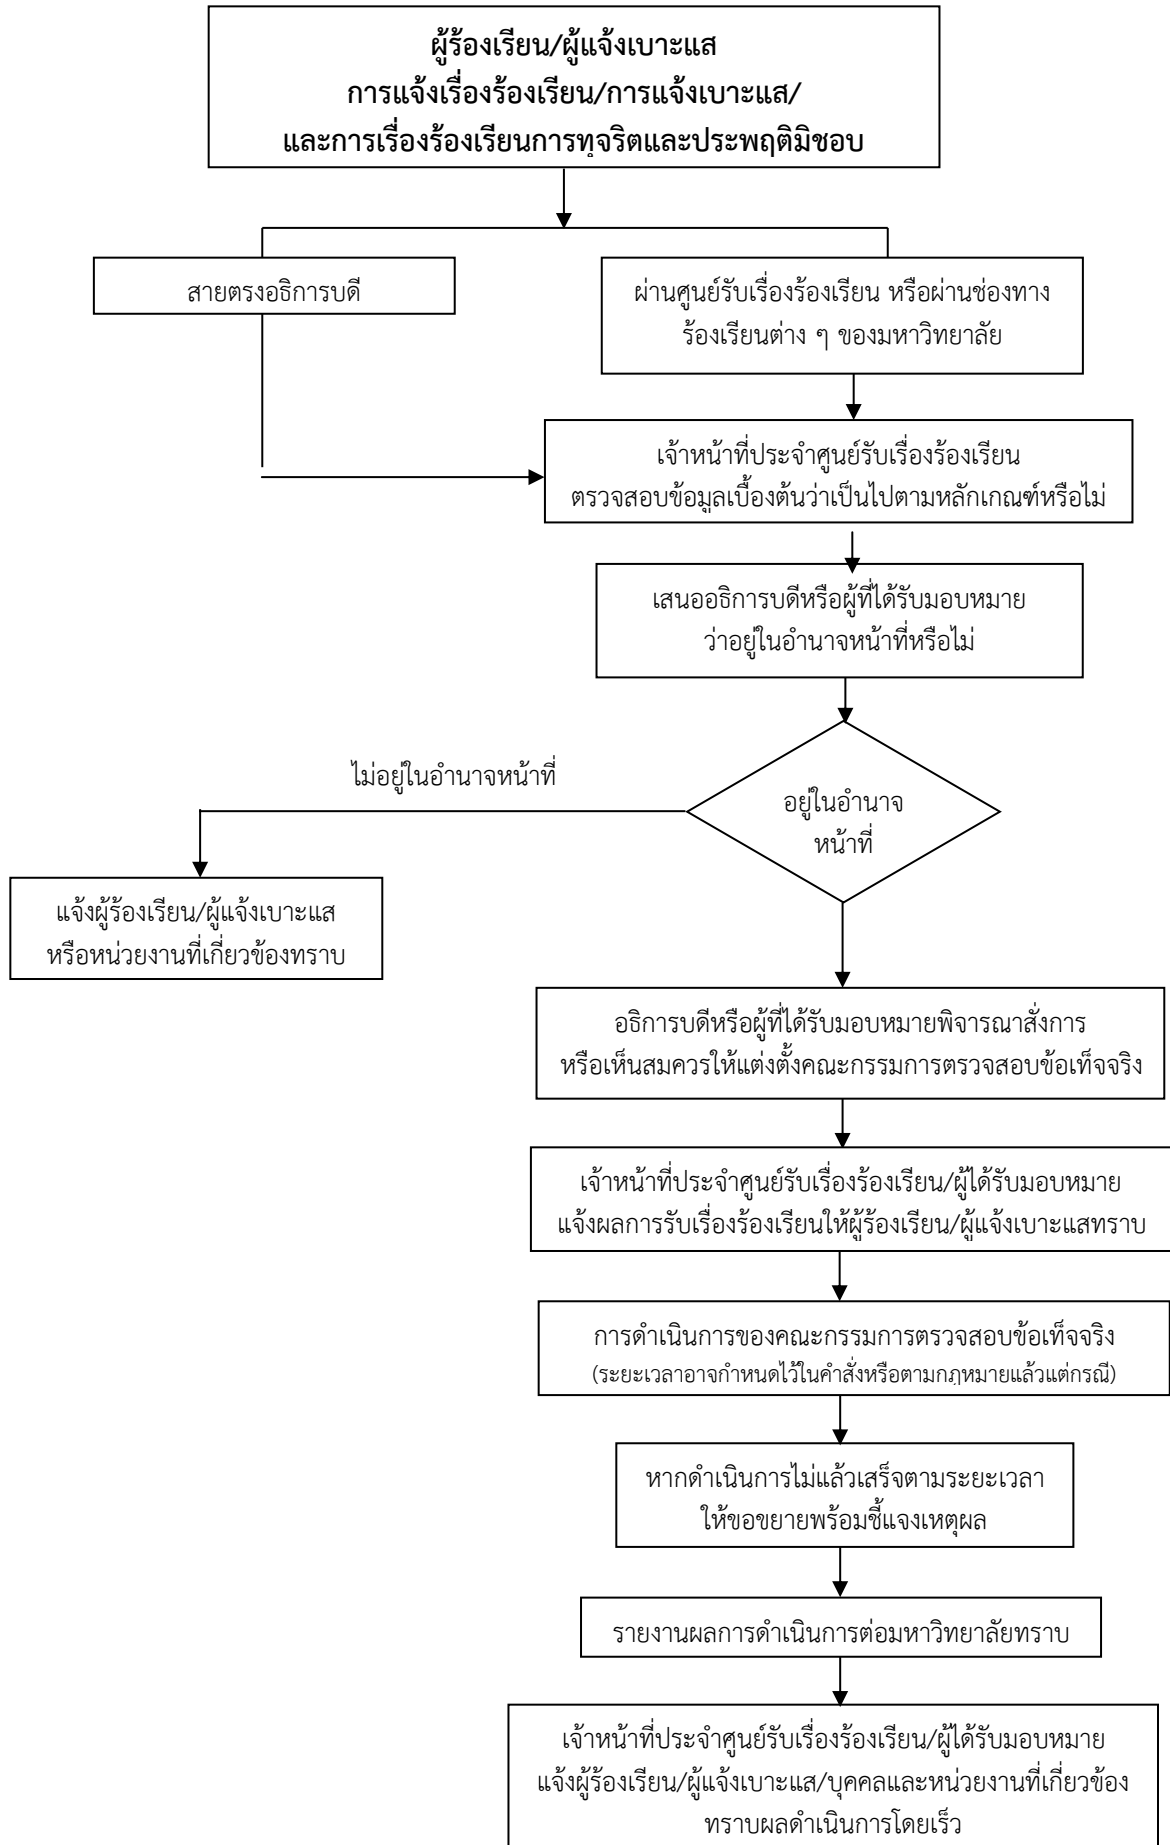 ผู้ร้องเรียน/ผู้แจ้งเบาะแส
การแจ้งเรื่องร้องเรียน/การแจ้งเบาะแส/
และการเรื่องร้องเรียนการทุจริตและประพฤติมิชอบ
สายตรงอธิการบดี
ผ่านศูนย์รับเรื่องร้องเรียน หรือผ่านช่องทาง
ร้องเรียนต่าง ๆ ของมหาวิทยาลัย
เจ้าหน้าที่ประจำศูนย์รับเรื่องร้องเรียน
ตรวจสอบข้อมูลเบื้องต้นว่าเป็นไปตามหลักเกณฑ์หรือไม่
เสนออธิการบดีหรือผู้ที่ได้รับมอบหมาย
ว่าอยู่ในอำนาจหน้าที่หรือไม่
ไม่อยู่ในอำนาจหน้าที่
อยู่ในอำนาจ
หน้าที่
แจ้งผู้ร้องเรียน/ผู้แจ้งเบาะแส
หรือหน่วยงานที่เกี่ยวข้องทราบ
อธิการบดีหรือผู้ที่ได้รับมอบหมายพิจารณาสั่งการ
หรือเห็นสมควรให้แต่งตั้งคณะกรรมการตรวจสอบข้อเท็จจริง
เจ้าหน้าที่ประจำศูนย์รับเรื่องร้องเรียน/ผู้ได้รับมอบหมาย
แจ้งผลการรับเรื่องร้องเรียนให้ผู้ร้องเรียน/ผู้แจ้งเบาะแสทราบ
การดำเนินการของคณะกรรมการตรวจสอบข้อเท็จจริง
(ระยะเวลาอาจกำหนดไว้ในคำสั่งหรือตามกฎหมายแล้วแต่กรณี)
หากดำเนินการไม่แล้วเสร็จตามระยะเวลา
ให้ขอขยายพร้อมชี้แจงเหตุผล
รายงานผลการดำเนินการต่อมหาวิทยาลัยทราบ
เจ้าหน้าที่ประจำศูนย์รับเรื่องร้องเรียน/ผู้ได้รับมอบหมาย
แจ้งผู้ร้องเรียน/ผู้แจ้งเบาะแส/บุคคลและหน่วยงานที่เกี่ยวข้อง
ทราบผลดำเนินการโดยเร็ว